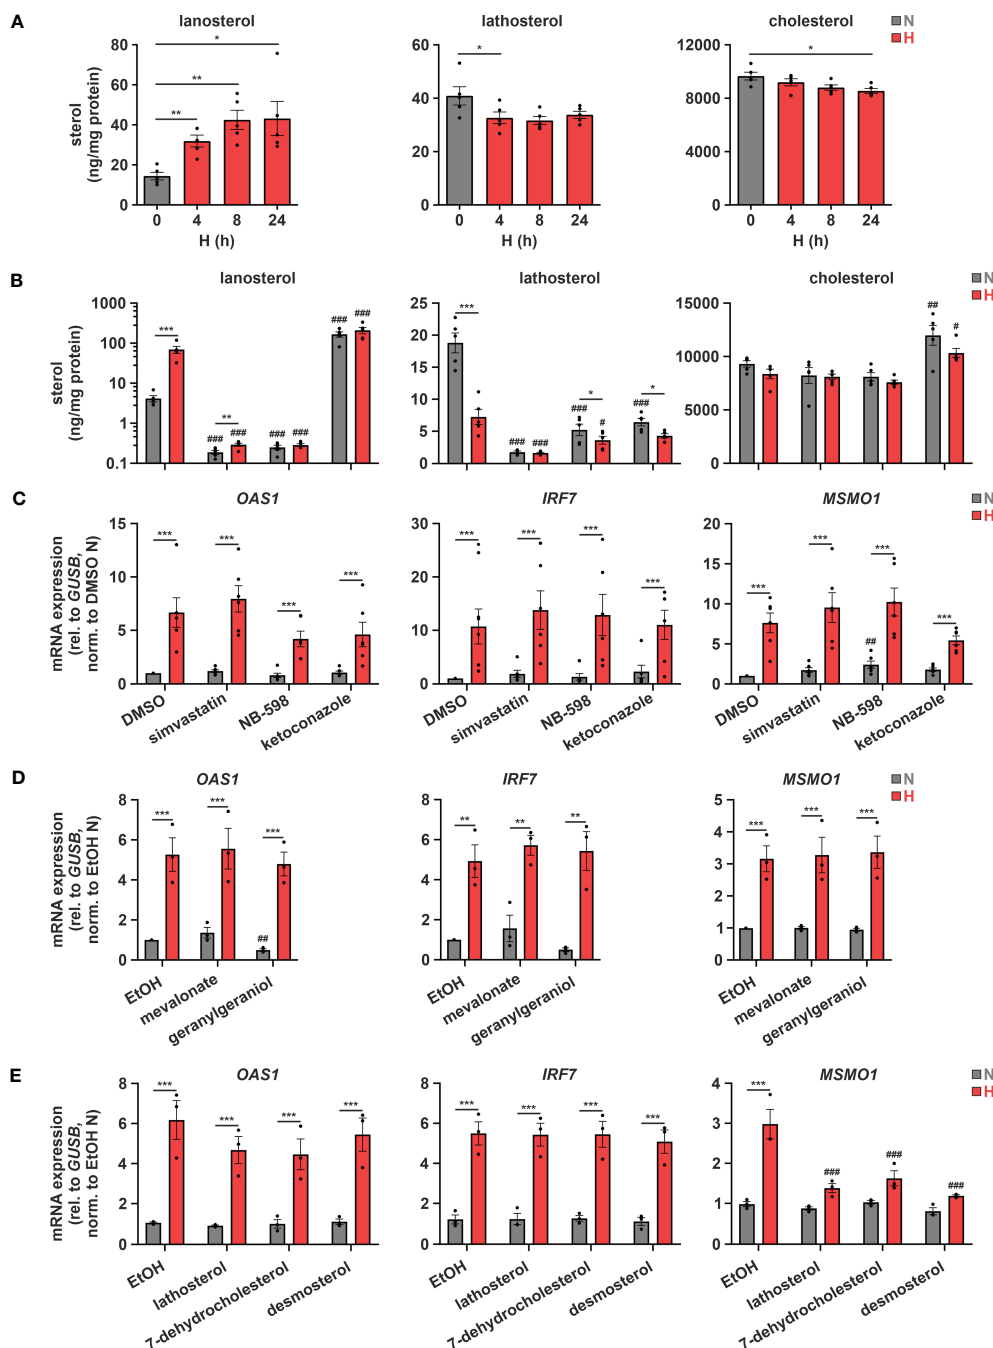 A
lanosterol
lathosterol
cholesterol
N
H
sterol
(ng/mg protein)
80
60
40
20
0
*
**
**
0 4 8 24
H (h)
60
40
20
0
*
0 4 8 24
H (h)
12000
8000
4000
0
*
0 4 8 24
H (h)
B
lanosterol
lathosterol
cholesterol
N
H
sterol
(ng/mg protein)
1000
100
10
1
0.1
*** ### ### ** ### ### ### ###
25
20
15
10
5
0
*** ### ### ### * # ### *
15000
10000
5000
0
## #
C
OAS1
IRF7
MSMO1
N
H
mRNA expression
(rel. to GUSB,
norm. to DMSO N)
15
10
5
0
*** *** *** ***
DMSO
simvastatin
NB-598
ketoconazole
30
20
10
0
*** *** *** ***
DMSO
simvastatin
NB-598
ketoconazole
20
15
10
5
0
*** *** ## *** ***
DMSO
simvastatin
NB-598
ketoconazole
D
OAS1
IRF7
MSMO1
N
H
mRNA expression
(rel. to GUSB,
norm. to EtOH N)
8
6
4
2
0
*** *** ## ***
EtOH
mevalonate
geranylgeraniol
8
6
4
2
0
** ** **
EtOH
mevalonate
geranylgeraniol
5
4
3
2
1
0
*** *** ***
EtOH
mevalonate
geranylgeraniol
E
OAS1
IRF7
MSMO1
N
H
mRNA expression
(rel. to GUSB,
norm. to EtOH N)
8
6
4
2
0
*** *** *** ***
EtOH
lathosterol
7-dehydrocholesterol
desmosterol
8
6
4
2
0
*** *** *** ***
EtOH
lathosterol
7-dehydrocholesterol
desmosterol
4
3
2
1
0
*** ### ### ###
EtOH
lathosterol
7-dehydrocholesterol
desmosterol